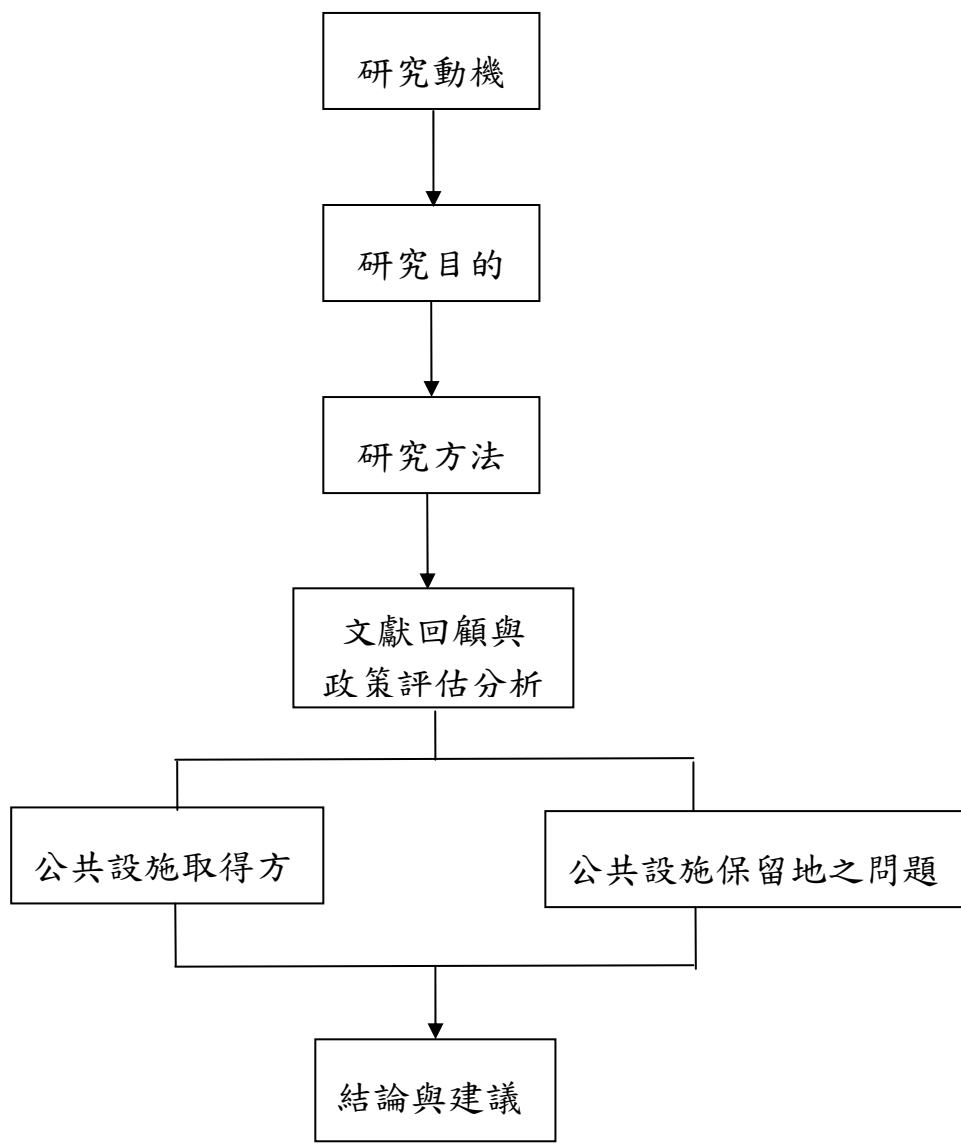 研究動機
研究目的
研究方法
文獻回顧與
政策評估分析
公共設施取得方
公共設施保留地之問題
結論與建議